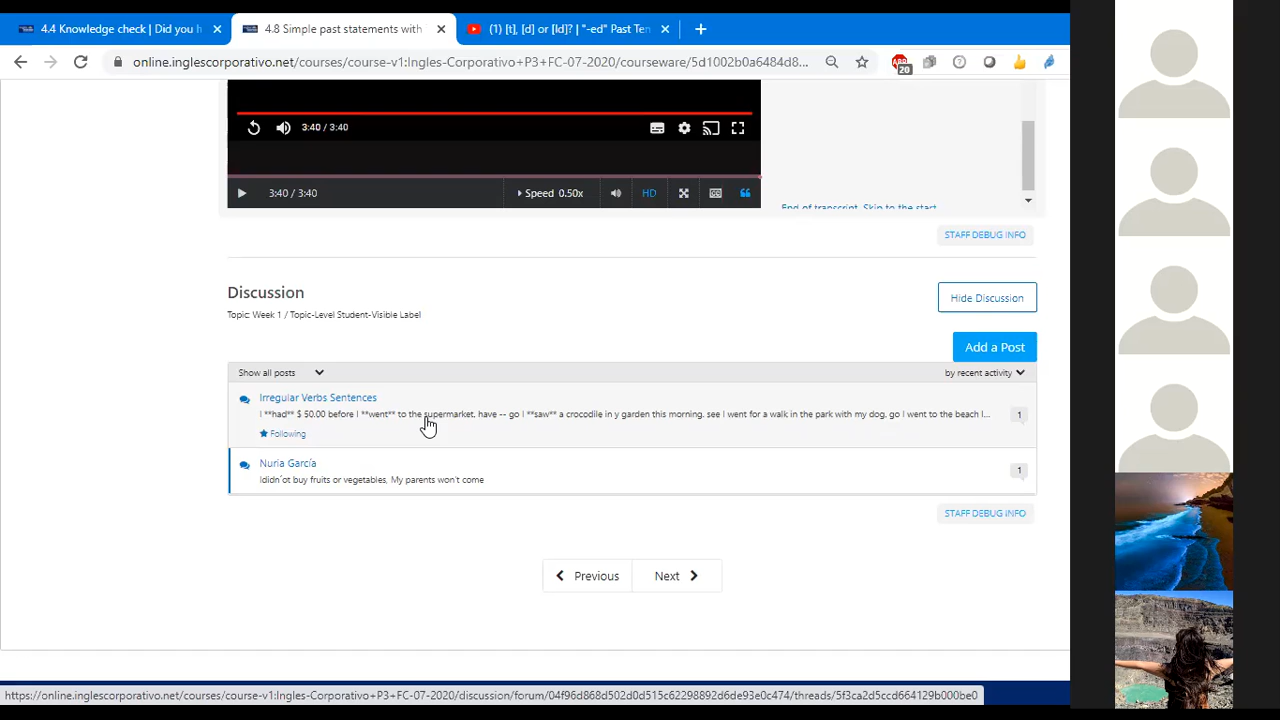 4.4 Knowledge check | Did you h
4.8 Simple past statements with
(1) [t], [d] or [Id]? | "-ed" Past Ten
online.inglescorporativo.net/courses/course-v1:Ingles-Corporativo+P3+FC-07-2020/courseware/5d1002b0a6484d8...
ABP
20
3:40 / 3:40
3:40 / 3:40
Speed 0.50x
HD
End of transcript. Skip to the start.
STAFF DEBUG INFO
Discussion
Hide Discussion
Topic: Week 1 / Topic-Level Student-Visible Label
Add a Post
Show all posts
by recent activity
Irregular Verbs Sentences
I **had** $ 50.00 before I **went** to the supermarket. have -- go I **saw** a crocodile in y garden this morning. see I went for a walk in the park with my dog. go I went to the beach l...
1
Following
Nuria García
Ididn´ot buy fruits or vegetables, My parents won't come
1
STAFF DEBUG INFO
Previous
Next
https://online.inglescorporativo.net/courses/course-v1:Ingles-Corporativo+P3+FC-07-2020/discussion/forum/04f96d868d502d0d515c62298892d6de93e0c474/threads/5f3ca2d5ccd664129b000be0